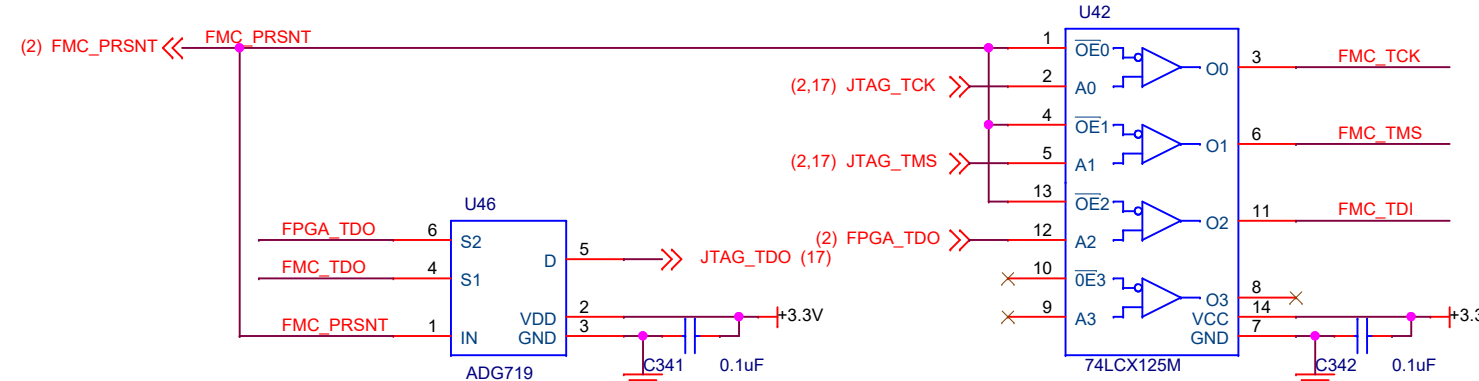 U42
(2) FMC_PRSNT
FMC_PRSNT
1
OE0
O0
3
FMC_TCK
(2,17) JTAG_TCK
2
A0
4
OE1
O1
6
FMC_TMS
(2,17) JTAG_TMS
5
A1
13
OE2
O2
11
FMC_TDI
(2) FPGA_TDO
12
A2
10
0E3
O3
8
9
A3
VCC
14
+3.3
GND
7
74LCX125M
C342
0.1uF
U46
FPGA_TDO
6
S2
D
5
JTAG_TDO (17)
FMC_TDO
4
S1
VDD
2
+3.3V
FMC_PRSNT
1
IN
GND
3
ADG719
C341
0.1uF